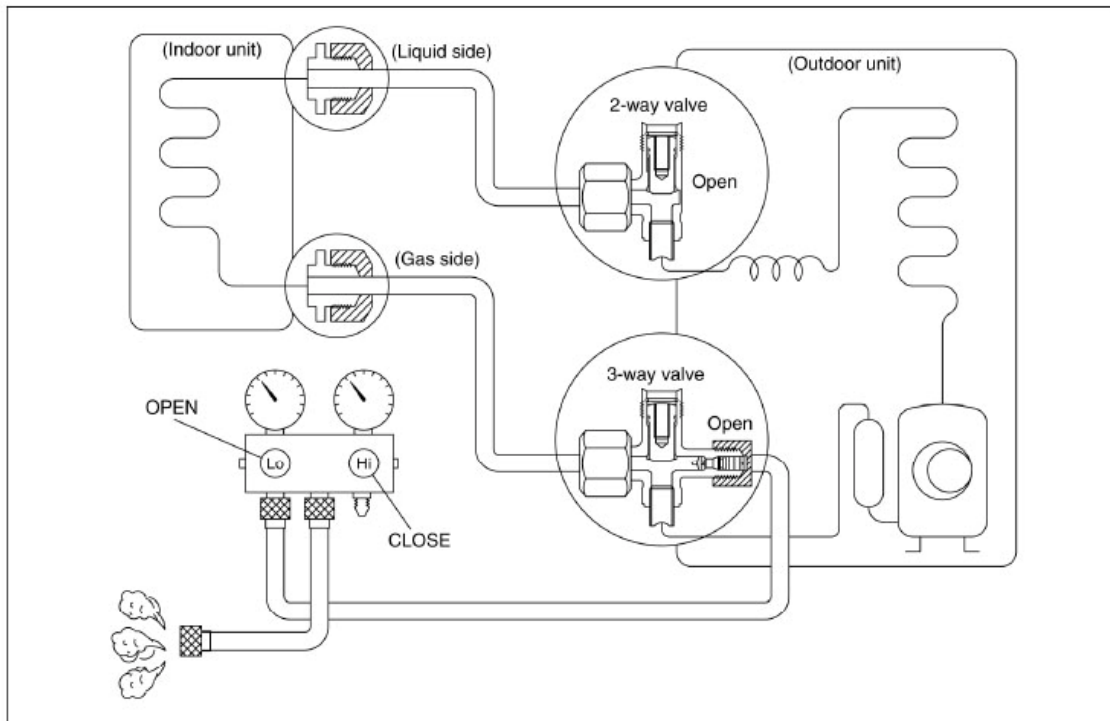 (Indoor unit)
(Liquid side)
(Outdoor unit)
2-way valve
Open
(Gas side)
3-way valve
Open
OPEN
Lo
Hi
CLOSE